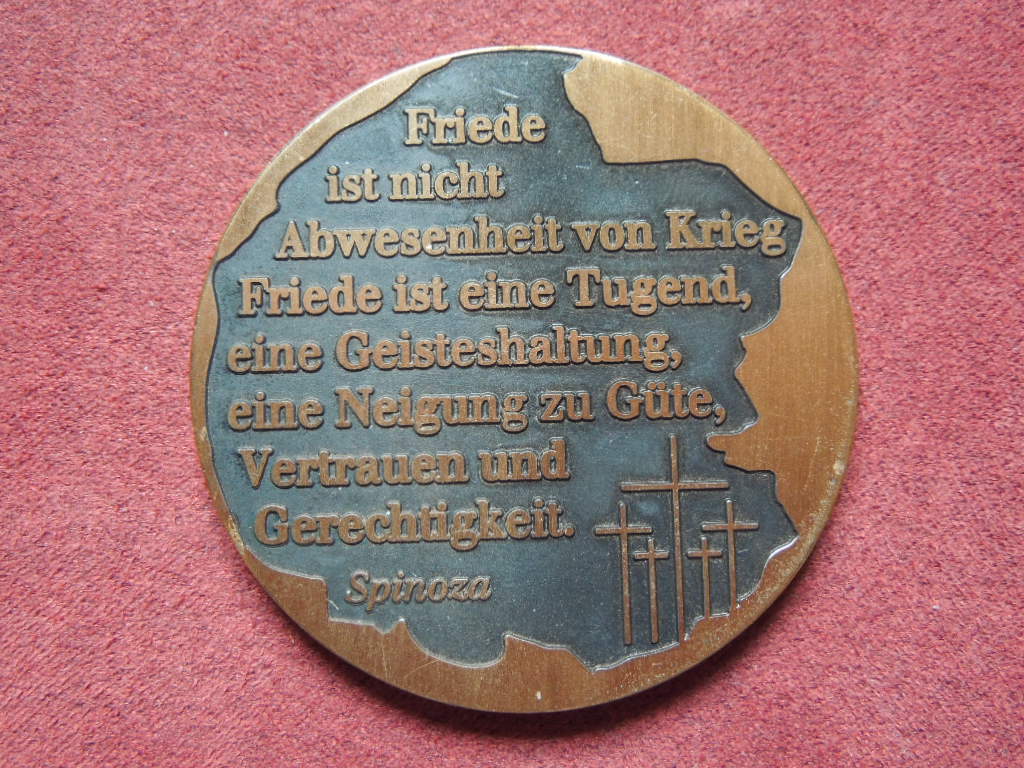 Friede
ist nicht
Abwesenheit von Krieg
Friede ist eine Tugend,
eine Geisteshaltung,
eine Neigung zu Güte,
Vertrauen und
Gerechtigkeit.
Spinoza